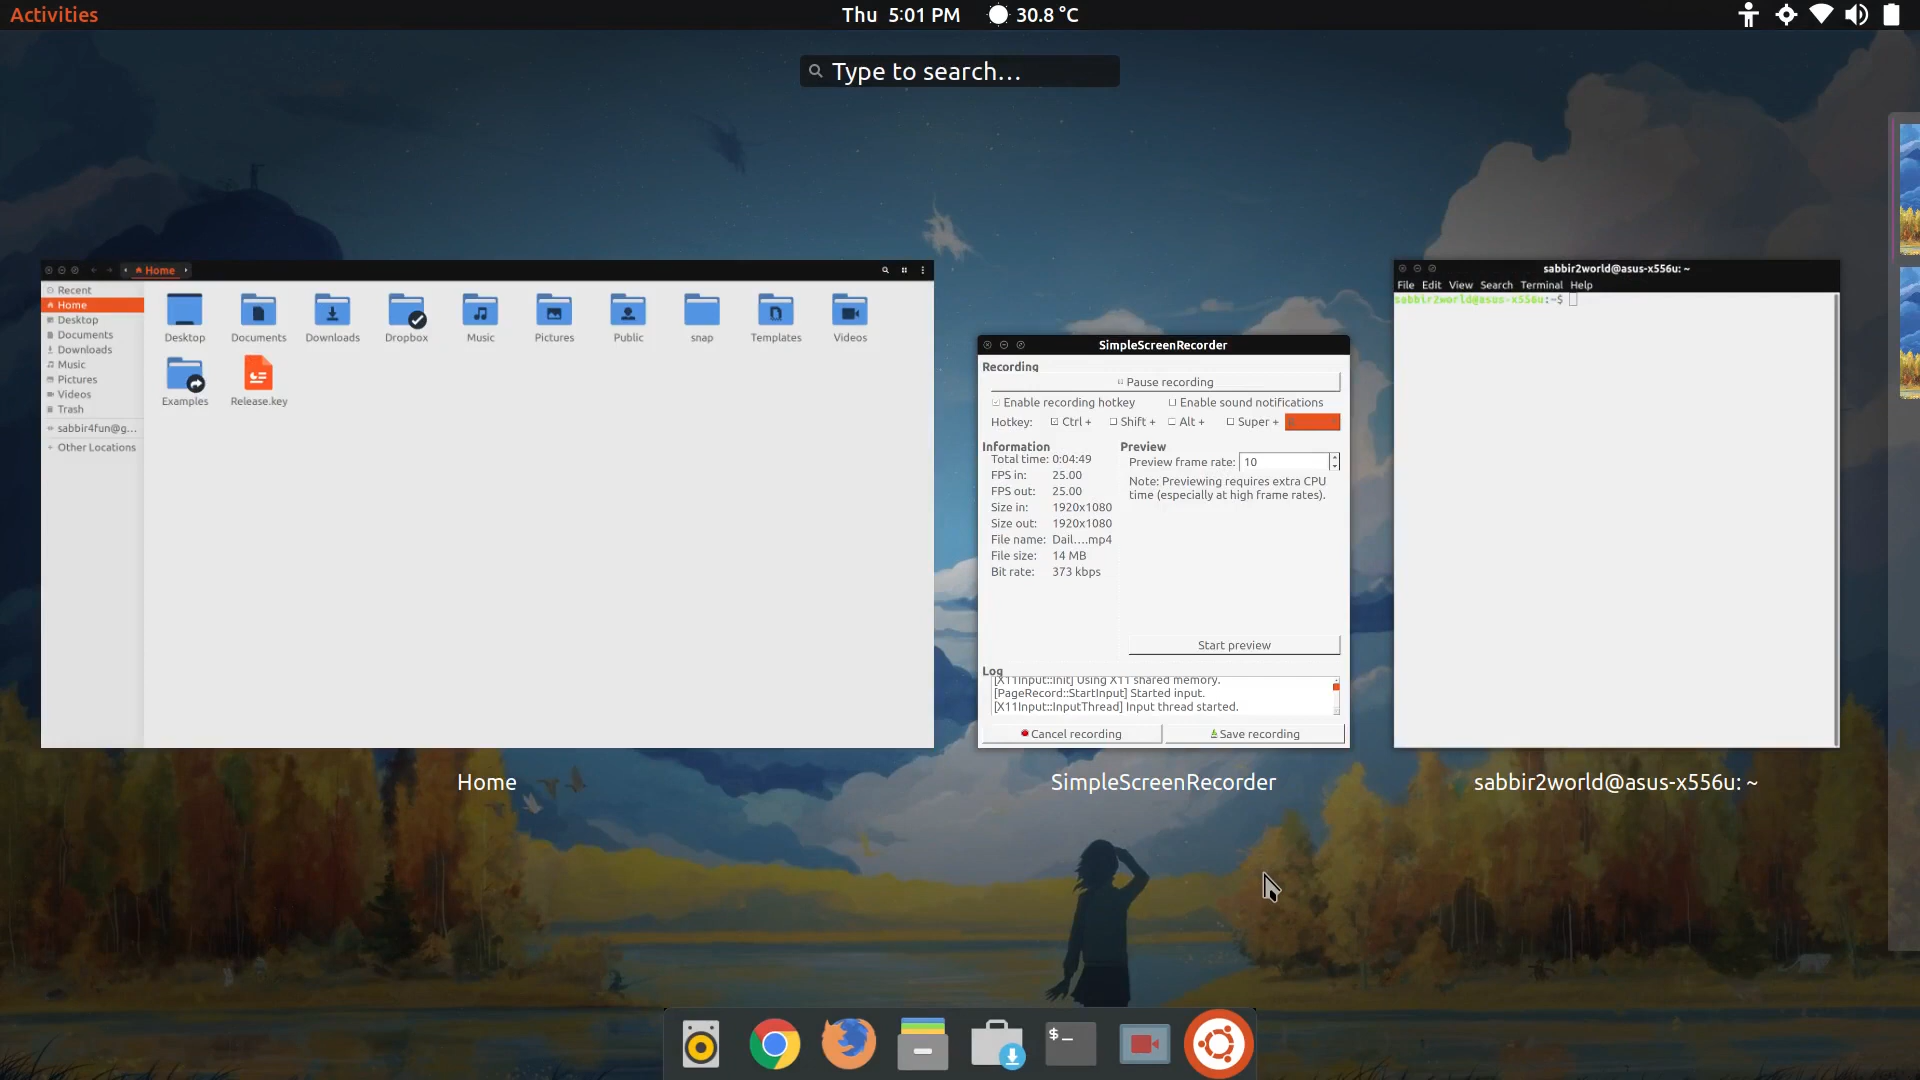 Activities
Thu 5:01 PM 30.8 °C
Type to search...
Home
Recent
Home
Desktop
Documents
Downloads
Music
Pictures
Videos
Trash
sabbir4fun@g...
Other Locations
Desktop Documents Downloads Dropbox Music Pictures Public snap Templates Videos
Examples Release.key
Home
SimpleScreenRecorder
Recording
Pause recording
Enable recording hotkey Enable sound notifications
Hotkey: Ctrl + Shift + Alt + Super +
Information
Total time: 0:04:49
FPS in: 25.00
FPS out: 25.00
Size in: 1920x1080
Size out: 1920x1080
File name: Dail....mp4
File size: 14 MB
Bit rate: 373 kbps
Preview
Preview frame rate: 10
Note: Previewing requires extra CPU
time (especially at high frame rates).
Start preview
Log
[X11Input::Init] Using X11 shared memory.
[PageRecord::StartInput] Started input.
[X11Input::InputThread] Input thread started.
Cancel recording Save recording
SimpleScreenRecorder
sabbir2world@asus-x556u: ~
File Edit View Search Terminal Help
sabbir2world@asus-x556u:~$
sabbir2world@asus-x556u: ~
$ _